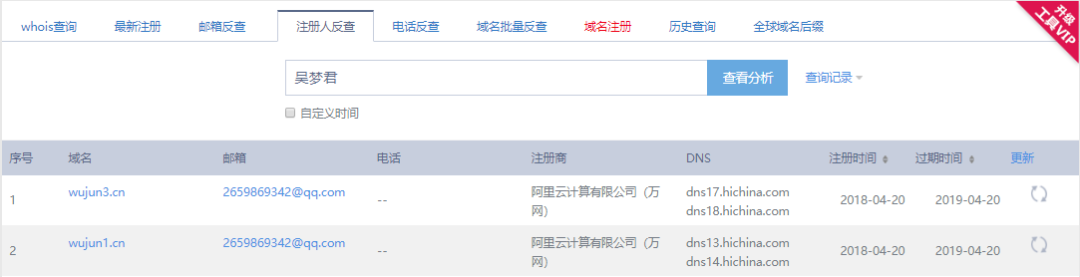 whois查询 最新注册 邮箱反查 注册人反查 电话反查 域名批量反查 域名注册 历史查询 全球域名后缀
升级
工具VIP
吴梦君 查看分析 查询记录
自定义时间
序号 域名 邮箱 电话 注册商 DNS 注册时间 过期时间 更新
1 wujun3.cn 2659869342@qq.com -- 阿里云计算有限公司（万 dns17.hichina.com 2018-04-20 2019-04-20
网） dns18.hichina.com
2 wujun1.cn 2659869342@qq.com -- 阿里云计算有限公司（万 dns13.hichina.com 2018-04-20 2019-04-20
网） dns14.hichina.com